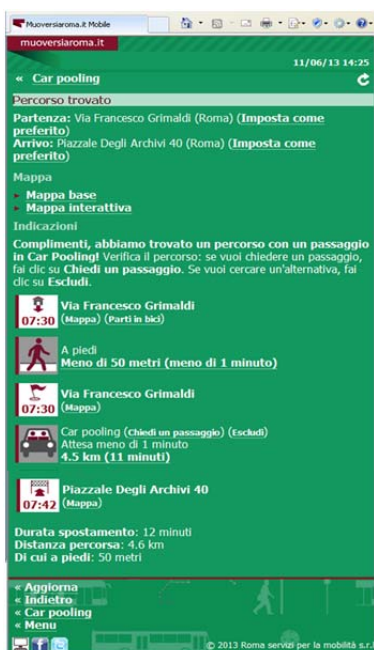 Muoversiaroma.it Mobile
muoversiaroma.it
11/06/13 14:25
« Car pooling
Percorso trovato
Partenza: Via Francesco Grimaldi (Roma) (Imposta come
preferito)
Arrivo: Piazzale Degli Archivi 40 (Roma) (Imposta come
preferito)
Mappa
Mappa base
Mappa interattiva
Indicazioni
Complimenti, abbiamo trovato un percorso con un passaggio
in Car Pooling! Verifica il percorso: se vuoi chiedere un passaggio,
fai clic su Chiedi un passaggio. Se vuoi cercare un'alternativa, fai
clic su Escludi.
07:30 Via Francesco Grimaldi
(Mappa) (Parti in bici)
A piedi
Meno di 50 metri (meno di 1 minuto)
07:30 Via Francesco Grimaldi
(Mappa)
Car pooling (Chiedi un passaggio) (Escludi)
Attesa meno di 1 minuto
4.5 km (11 minuti)
07:42 Piazzale Degli Archivi 40
(Mappa)
Durata spostamento: 12 minuti
Distanza percorsa: 4.6 km
Di cui a piedi: 50 metri
« Aggiorna
« Indietro
« Car pooling
« Menu
© 2013 Roma servizi per la mobilità s.r.l